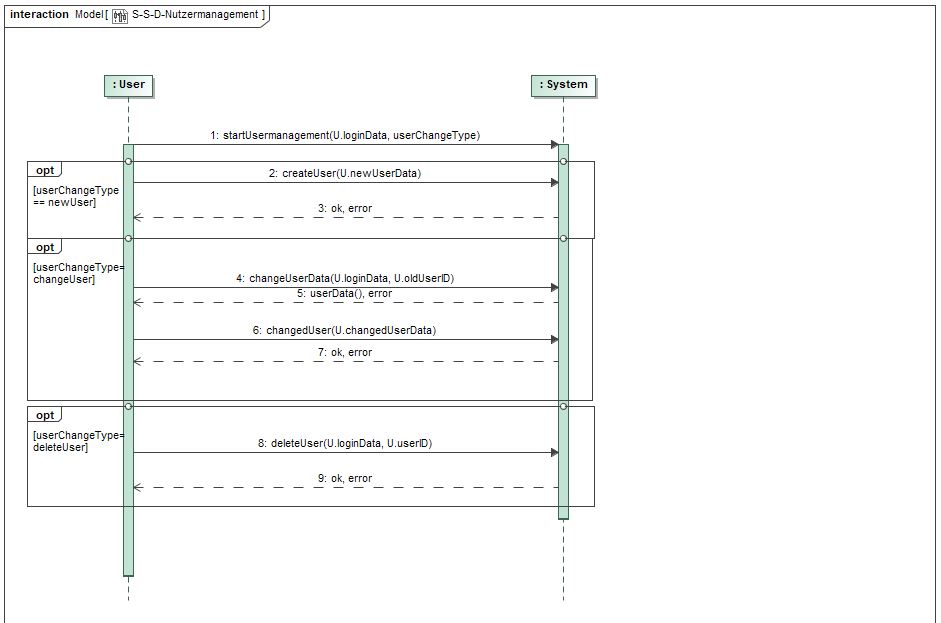 interaction Model[ S-S-D-Nutzermanagement ]
: User
: System
1: startUsermanagement(U.loginData, userChangeType)
opt
[userChangeType
== newUser]
2: createUser(U.newUserData)
3: ok, error
opt
[userChangeType=
changeUser]
4: changeUserData(U.loginData, U.oldUserID)
5: userData(), error
6: changedUser(U.changedUserData)
7: ok, error
opt
[userChangeType=
deleteUser]
8: deleteUser(U.loginData, U.userID)
9: ok, error